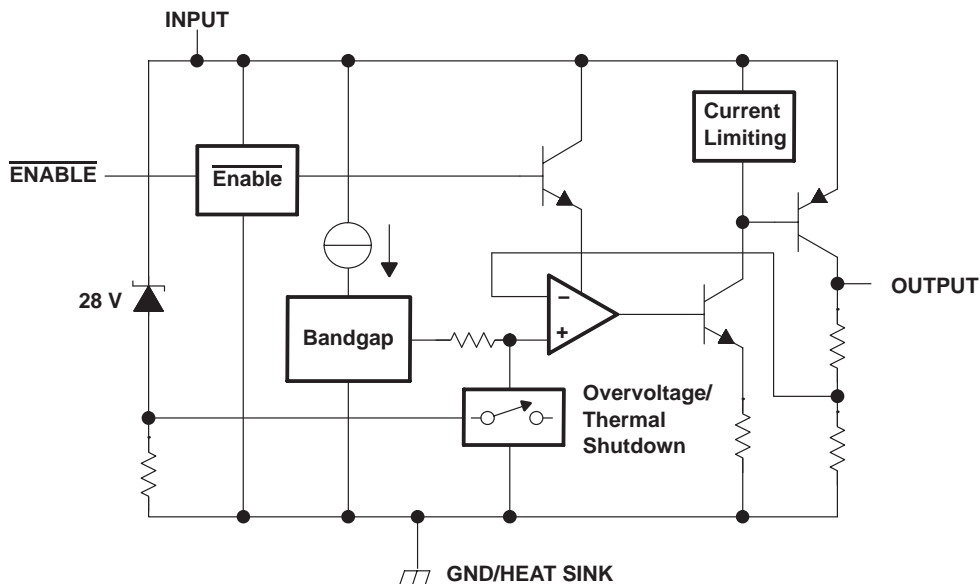 INPUT
Current
Limiting
ENABLE
Enable
28 V
Bandgap
−
+
OUTPUT
Overvoltage/
Thermal
Shutdown
GND/HEAT SINK